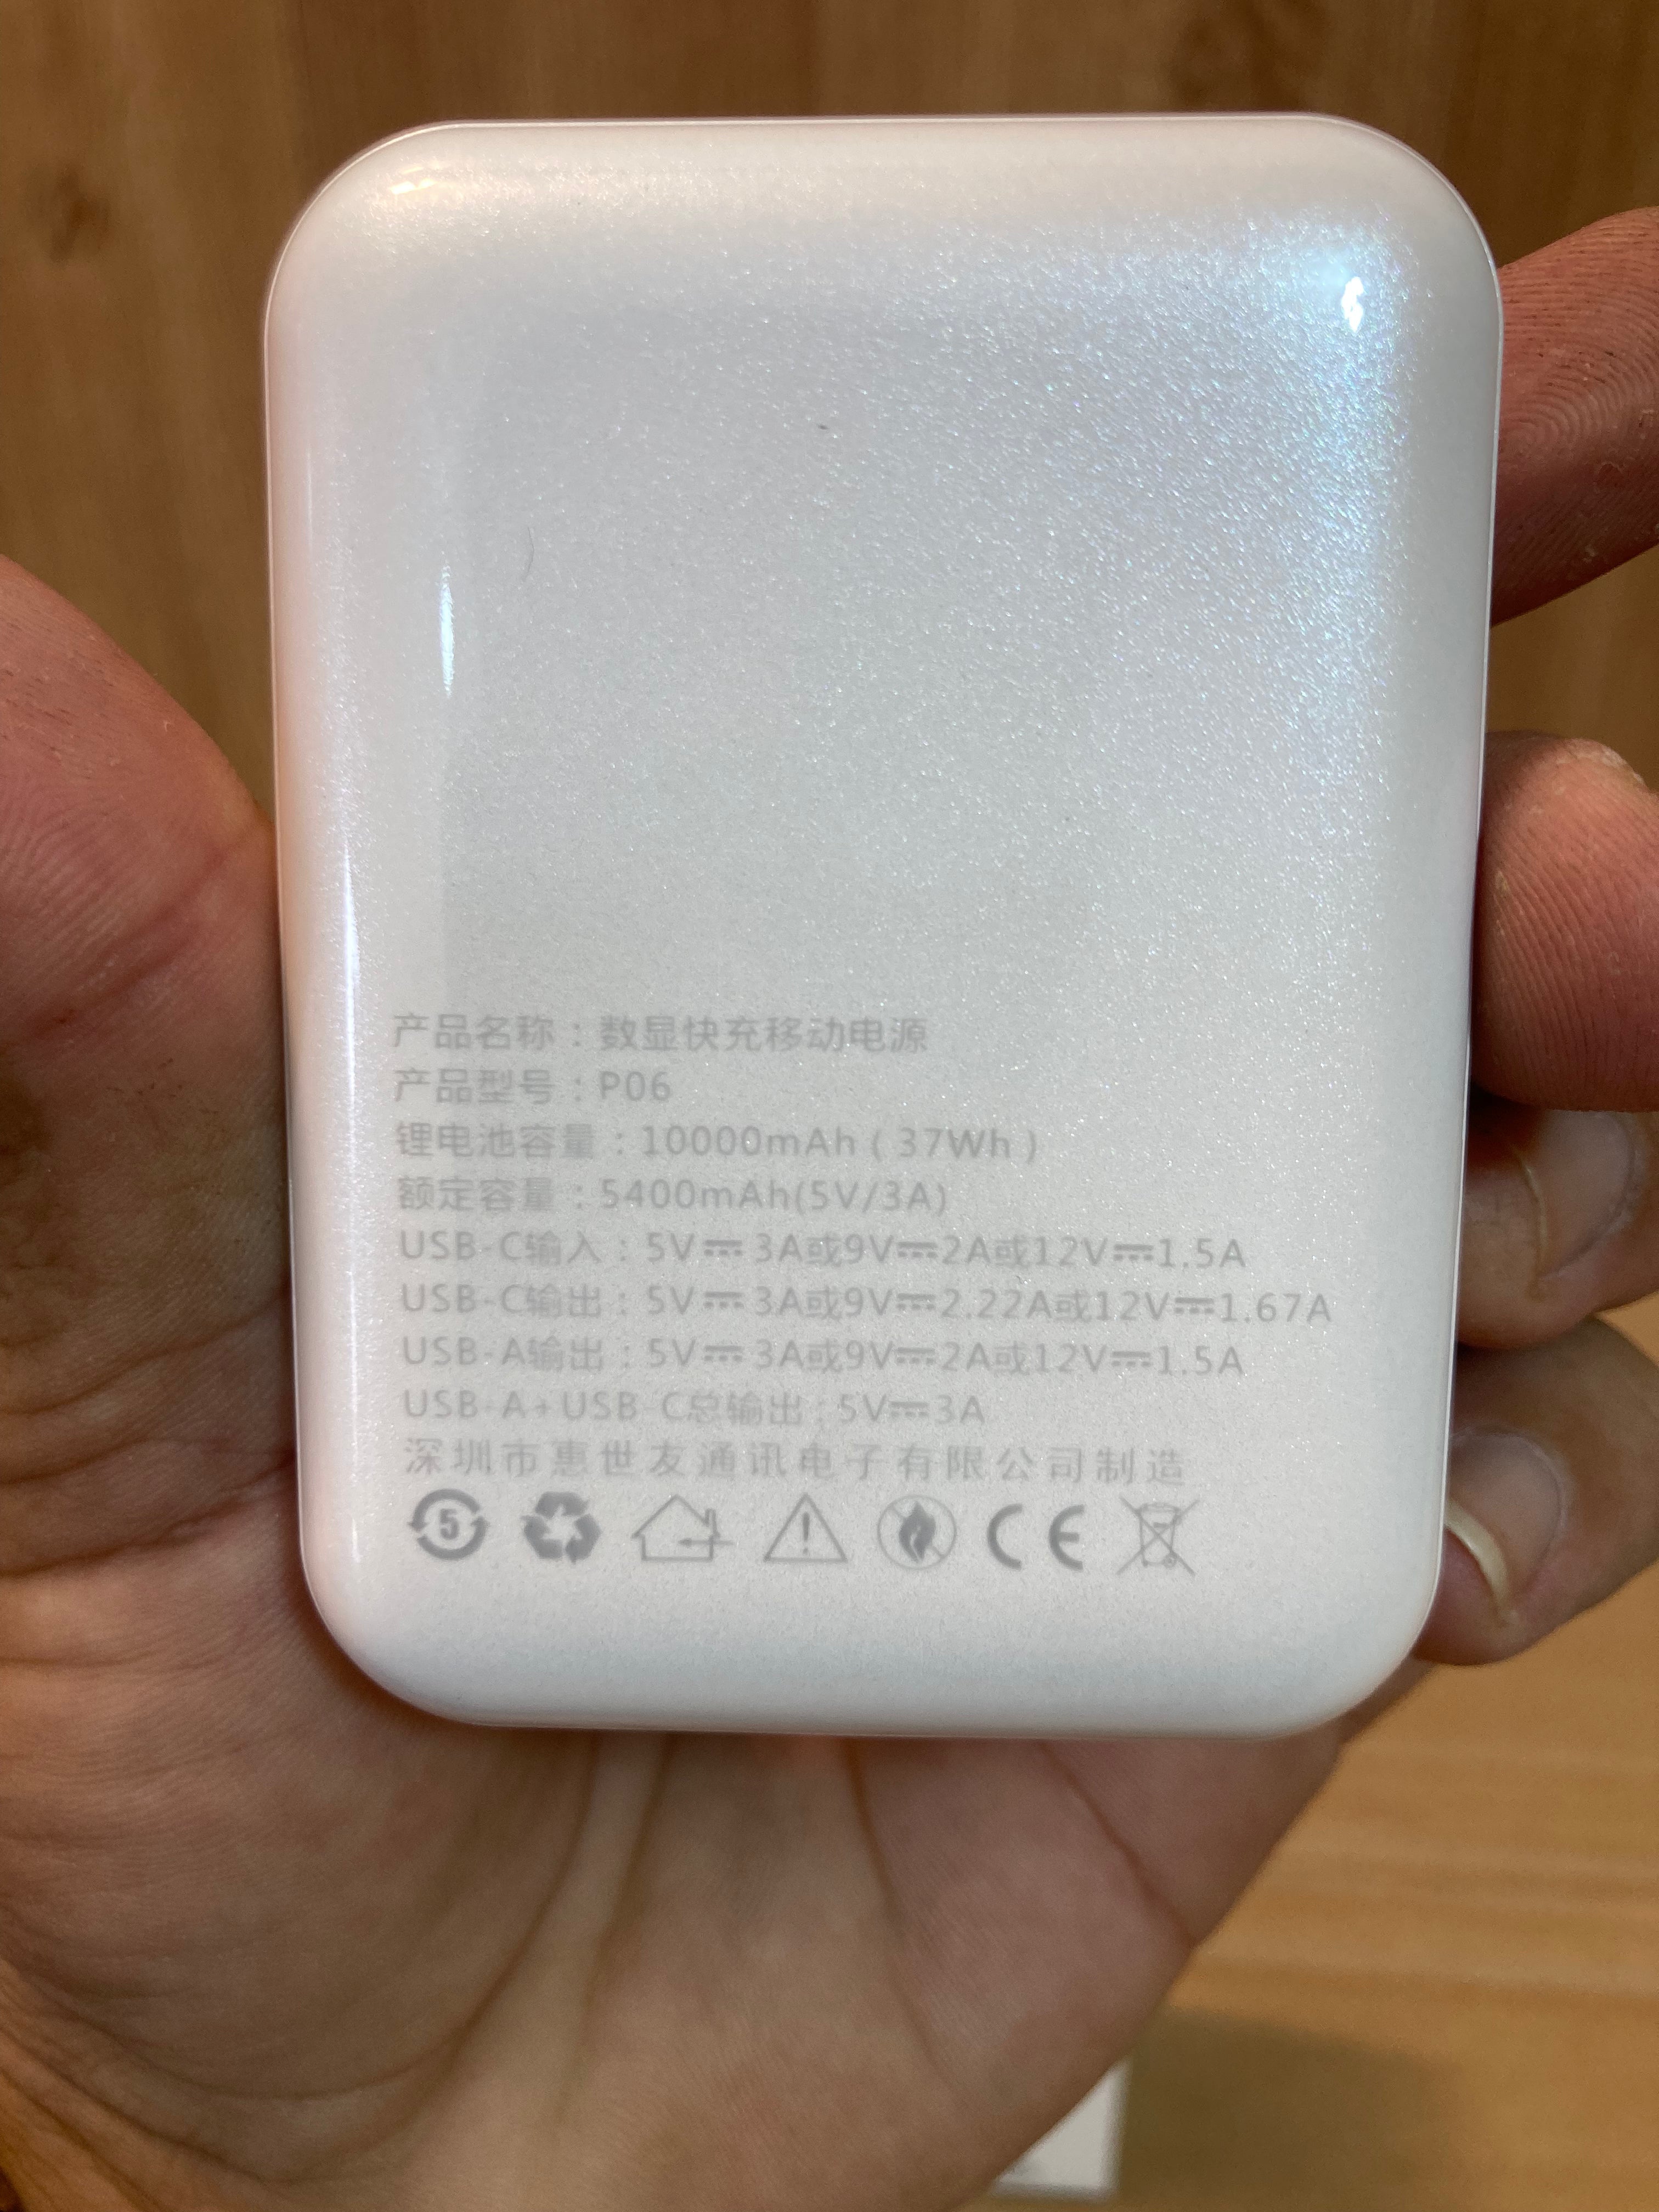 产品名称：数显快充移动电源
产品型号：P06
锂电池容量：10000mAh（37Wh）
额定容量：5400mAh(5V/3A)
USB-C输入：5V⎓3A或9V⎓2A或12V⎓1.5A
USB-C输出：5V⎓3A或9V⎓2.22A或12V⎓1.67A
USB-A输出：5V⎓3A或9V⎓2A或12V⎓1.5A
USB-A+USB-C总输出：5V⎓3A
深圳市惠世友通讯电子有限公司制造
5 CE